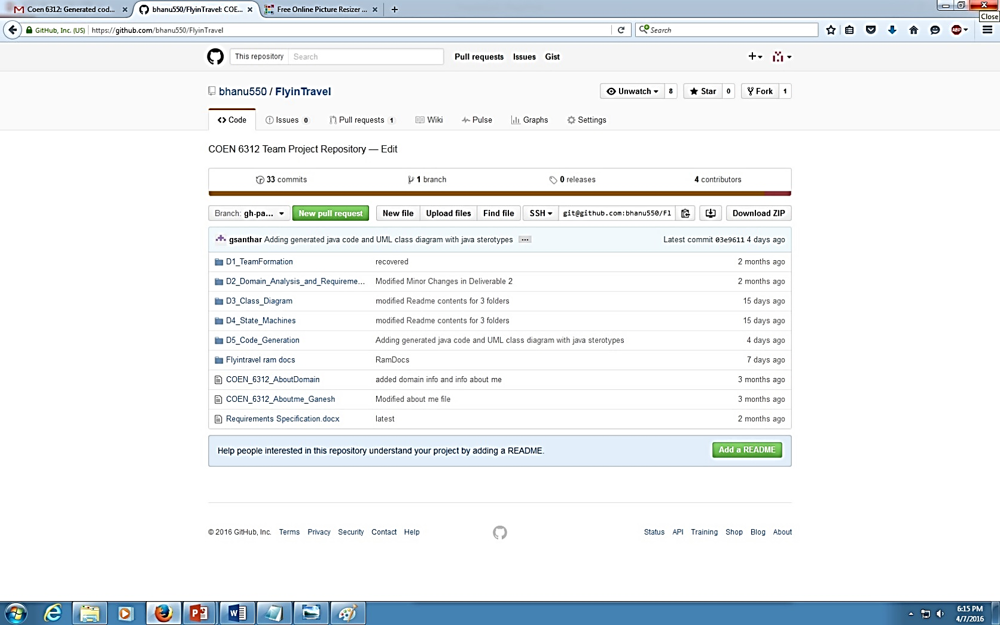 Coen 6312: Generated cod... × bhanu550/FlyinTravel: COE... × Free Online Picture Resizer ... × +
Close
GitHub, Inc. (US) https://github.com/bhanu550/FlyinTravel Search ABP
This repository Search Pull requests Issues Gist
bhanu550 / FlyinTravel Unwatch 8 Star 0 Fork 1
Code Issues 0 Pull requests 1 Wiki Pulse Graphs Settings
COEN 6312 Team Project Repository — Edit
33 commits 1 branch 0 releases 4 contributors
Branch: gh-pa... New pull request New file Upload files Find file SSH git@github.com:bhanu550/Fl Download ZIP
gsanthar Adding generated java code and UML class diagram with java sterotypes ... Latest commit 03e9611 4 days ago
D1_TeamFormation recovered 2 months ago
D2_Domain_Analysis_and_Requireme... Modified Minor Changes in Deliverable 2 2 months ago
D3_Class_Diagram modified Readme contents for 3 folders 15 days ago
D4_State_Machines modified Readme contents for 3 folders 15 days ago
D5_Code_Generation Adding generated java code and UML class diagram with java sterotypes 4 days ago
Flyintravel ram docs RamDocs 7 days ago
COEN_6312_AboutDomain added domain info and info about me 3 months ago
COEN_6312_Aboutme_Ganesh Modified about me file 3 months ago
Requirements Specification.docx latest 2 months ago
Help people interested in this repository understand your project by adding a README. Add a README
© 2016 GitHub, Inc. Terms Privacy Security Contact Help Status API Training Shop Blog About
6:15 PM
4/7/2016